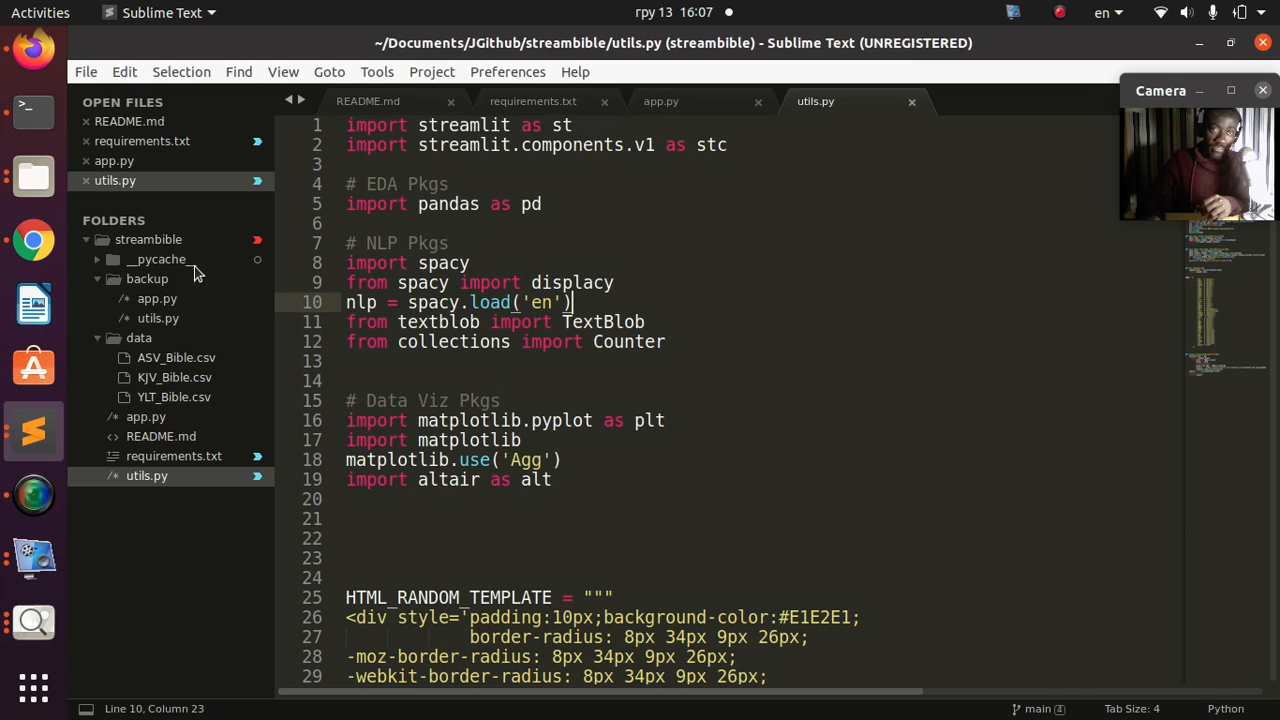 Activities
Sublime Text
гру 13 16:07
en
~/Documents/JGithub/streambible/utils.py (streambible) - Sublime Text (UNREGISTERED)
File Edit Selection Find View Goto Tools Project Preferences Help
Camera
OPEN FILES
README.md
requirements.txt
app.py
utils.py
FOLDERS
streambible
__pycache__
backup
app.py
utils.py
data
ASV_Bible.csv
KJV_Bible.csv
YLT_Bible.csv
app.py
README.md
requirements.txt
utils.py
README.md
requirements.txt
app.py
utils.py
1 import streamlit as st
2 import streamlit.components.v1 as stc
3
4 # EDA Pkgs
5 import pandas as pd
6
7 # NLP Pkgs
8 import spacy
9 from spacy import displacy
10 nlp = spacy.load('en')
11 from textblob import TextBlob
12 from collections import Counter
13
14
15 # Data Viz Pkgs
16 import matplotlib.pyplot as plt
17 import matplotlib
18 matplotlib.use('Agg')
19 import altair as alt
20
21
22
23
24
25 HTML_RANDOM_TEMPLATE = """
26 <div style='padding:10px;background-color:#E1E2E1;
27 border-radius: 8px 34px 9px 26px;
28 -moz-border-radius: 8px 34px 9px 26px;
29 -webkit-border-radius: 8px 34px 9px 26px;
Line 10, Column 23
main 4
Tab Size: 4
Python